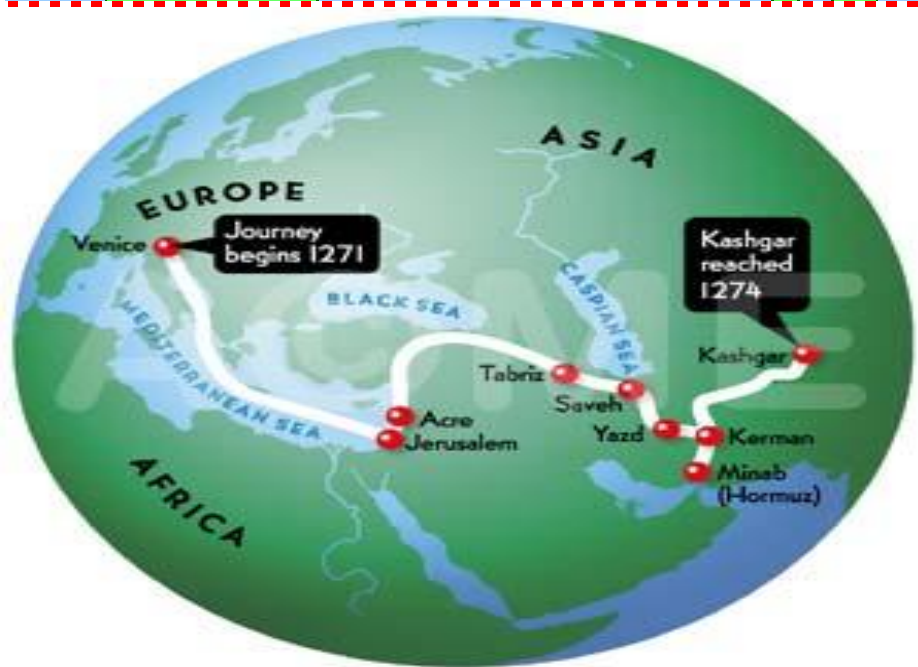 ASIA
EUROPE
Venice
Journey
begins 1271
Kashgar
reached
1274
BLACK SEA
CASPIAN SEA
MEDITERRANEAN SEA
Kashgar
Tabriz
Saveh
Acre
Jerusalem
Yazd
Kerman
Minab
(Hormuz)
AFRICA
ACME